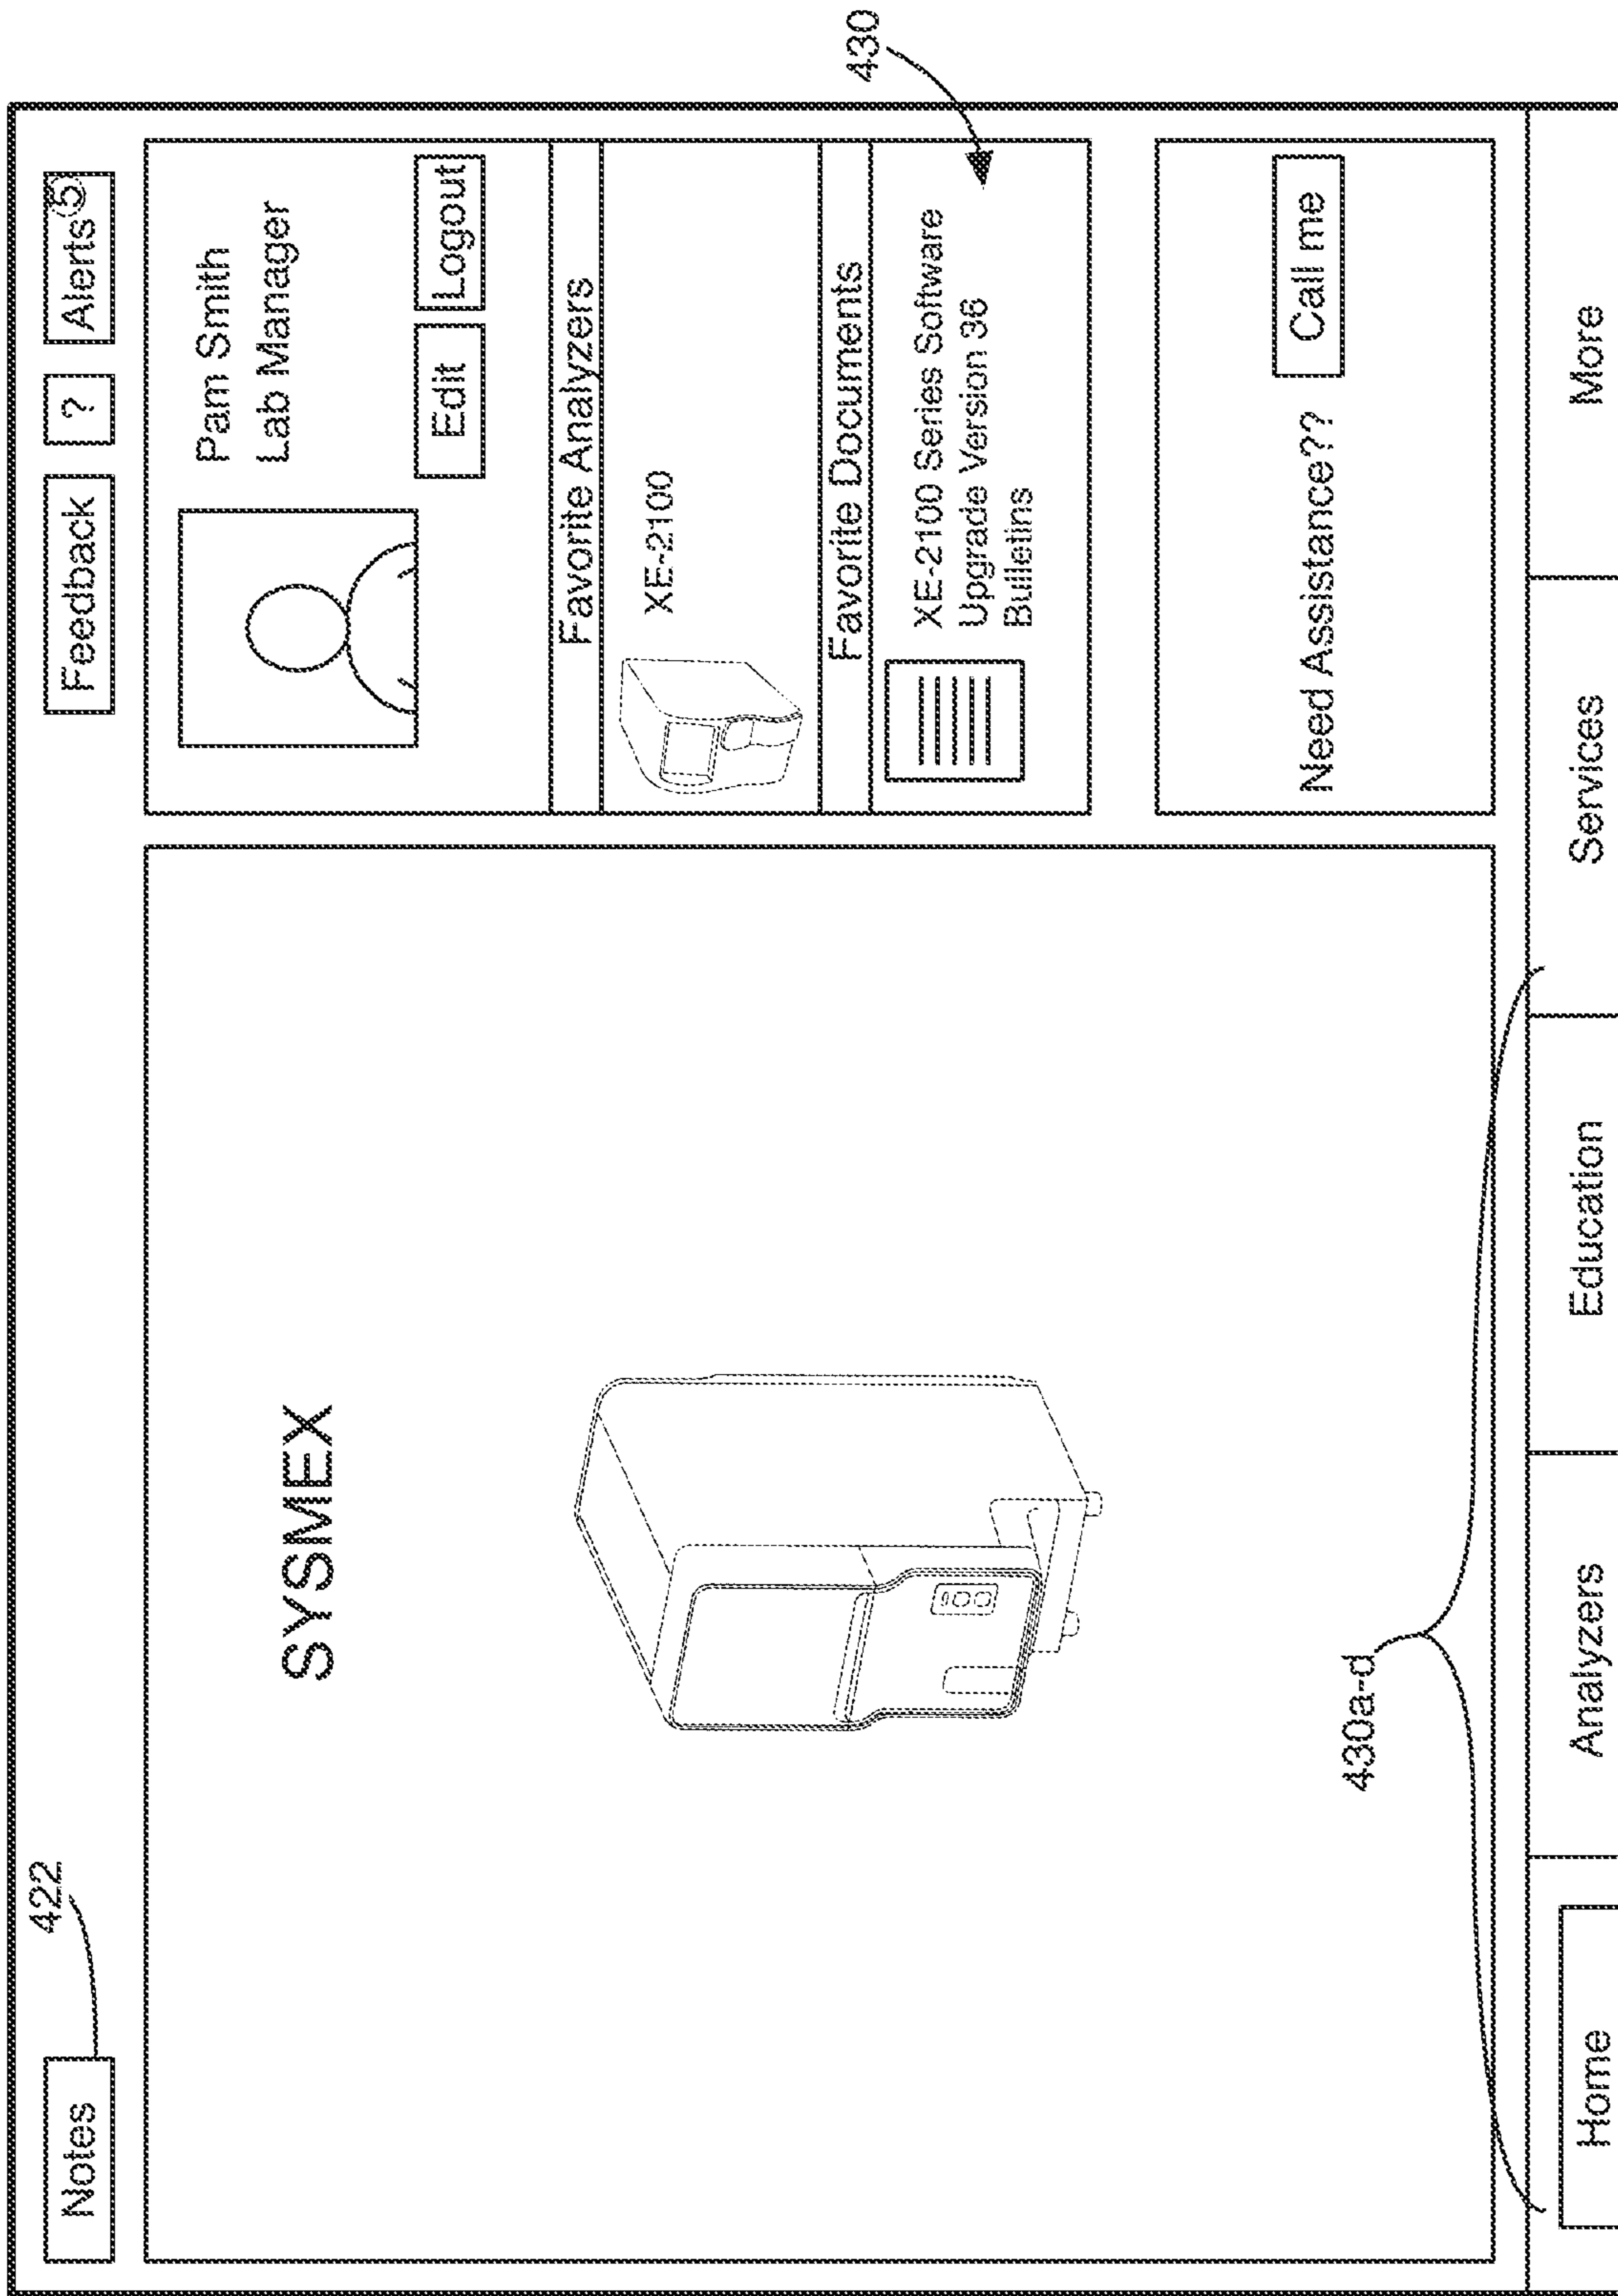 422
Notes
Feedback
?
Alerts 5
SYSMEX
Pam Smith
Lab Manager
Edit
Logout
Favorite Analyzers
XE-2100
Favorite Documents
XE-2100 Series Software
Upgrade Version 36
Bulletins
430
Need Assistance??
Call me
430a-d
Home
Analyzers
Education
Services
More